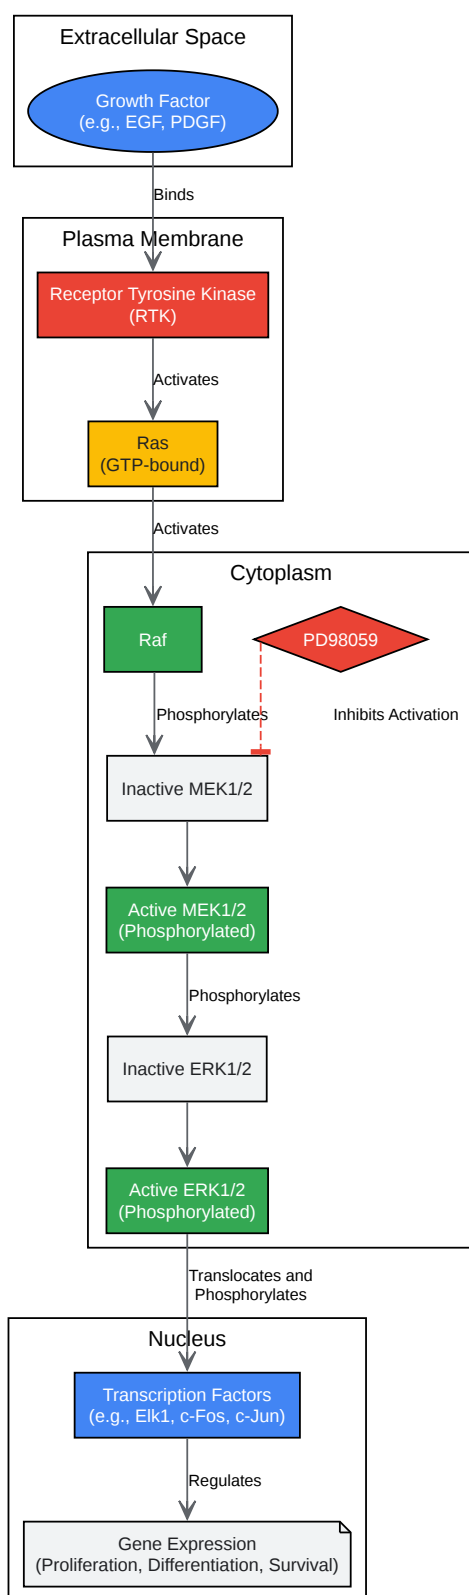 Extracellular Space
Growth Factor
(e.g., EGF, PDGF)
Binds
Plasma Membrane
Receptor Tyrosine Kinase
(RTK)
Activates
Ras
(GTP-bound)
Activates
Cytoplasm
Raf
PD98059
Phosphorylates
Inhibits Activation
Inactive MEK1/2
Active MEK1/2
(Phosphorylated)
Phosphorylates
Inactive ERK1/2
Active ERK1/2
(Phosphorylated)
Translocates and
Phosphorylates
Nucleus
Transcription Factors
(e.g., Elk1, c-Fos, c-Jun)
Regulates
Gene Expression
(Proliferation, Differentiation, Survival)